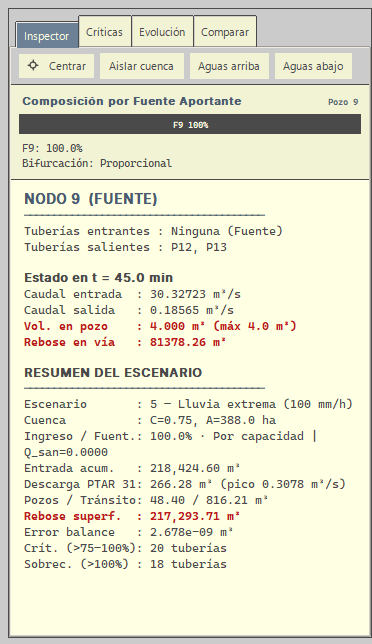 Inspector Críticas Evolución Comparar
Centrar Aislar cuenca Aguas arriba Aguas abajo
Composición por Fuente Aportante Pozo 9
F9 100%
F9: 100.0%
Bifurcación: Proporcional
NODO 9 (FUENTE)
Tuberías entrantes : Ninguna (Fuente)
Tuberías salientes : P12, P13
Estado en t = 45.0 min
Caudal entrada : 30.32723 m³/s
Caudal salida : 0.18565 m³/s
Vol. en pozo : 4.000 m³ (máx 4.0 m³)
Rebose en vía : 81378.26 m³
RESUMEN DEL ESCENARIO
Escenario : 5 — Lluvia extrema (100 mm/h)
Cuenca : C=0.75, A=388.0 ha
Ingreso / Fuent.: 100.0% · Por capacidad |
Q_san=0.0000
Entrada acum. : 218,424.60 m³
Descarga PTAR 31: 266.28 m³ (pico 0.3078 m³/s)
Pozos / Tránsito: 48.40 / 816.21 m³
Rebose superf. : 217,293.71 m³
Error balance : 2.678e-09 m³
Crít. (>75-100%): 20 tuberías
Sobrec. (>100%) : 18 tuberías